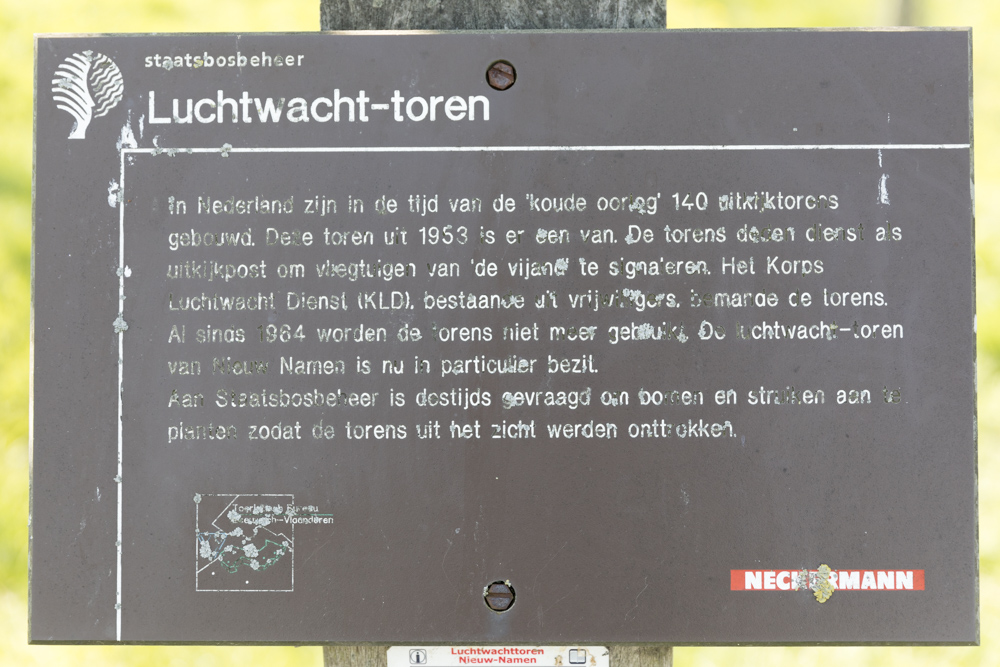 staatsbosbeheer
Luchtwacht-toren
In Nederland zijn in de tijd van de 'koude oorlog' 140 uitkijktorens
gebouwd. Deze toren uit 1953 is er een van. De torens deden dienst als
uitkijkpost om vliegtuigen van 'de vijand' te signaleren. Het Korps
Luchtwacht Dienst (KLD), bestaande uit vrijwilligers, bemande de torens.
Al sinds 1964 worden de torens niet meer gebruikt. De luchtwacht-toren
van Nieuw Namen is nu in particulier bezit.
Aan Staatsbosbeheer is destijds gevraagd om bomen en struiken aan te
planten zodat de torens uit het zicht werden onttrokken.
Zeeuwsch-Vlaanderen
NECKERMANN
Luchtwachttoren
Nieuw-Namen